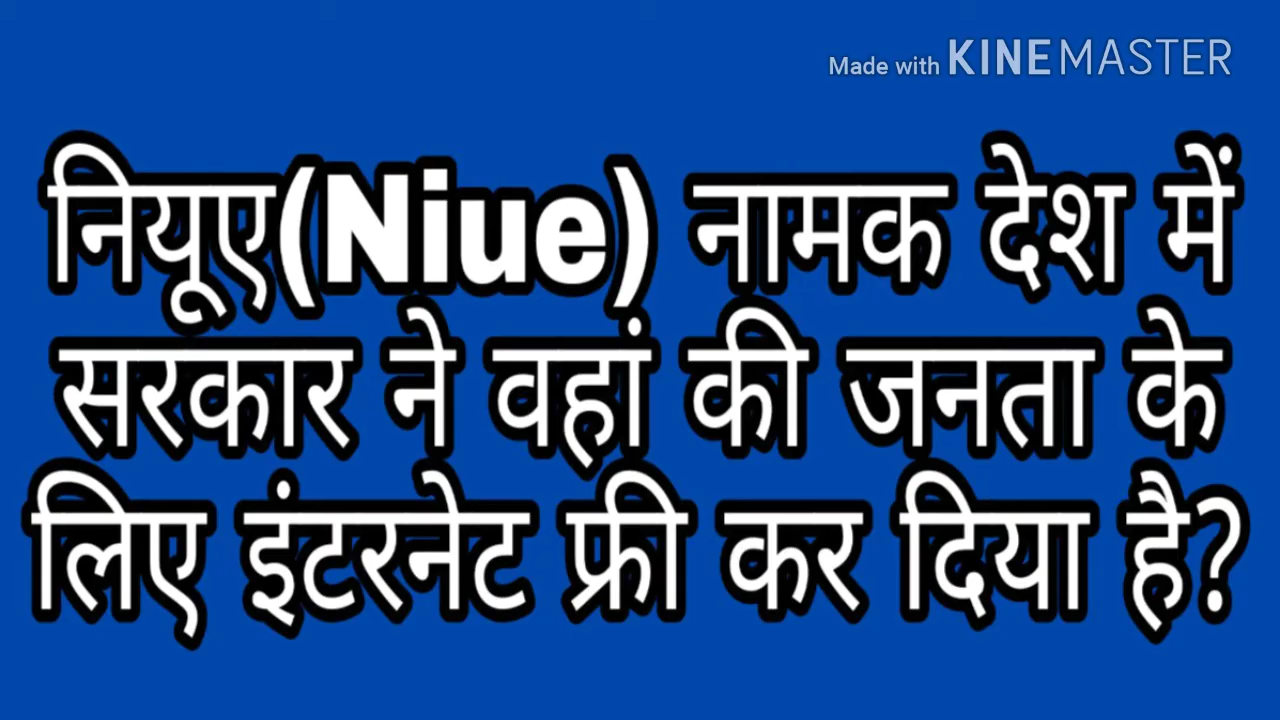 Made with KINEMASTER
नियूए(Niue) नामक देश में
सरकार ने वहां की जनता के
लिए इंटरनेट फ्री कर दिया है?